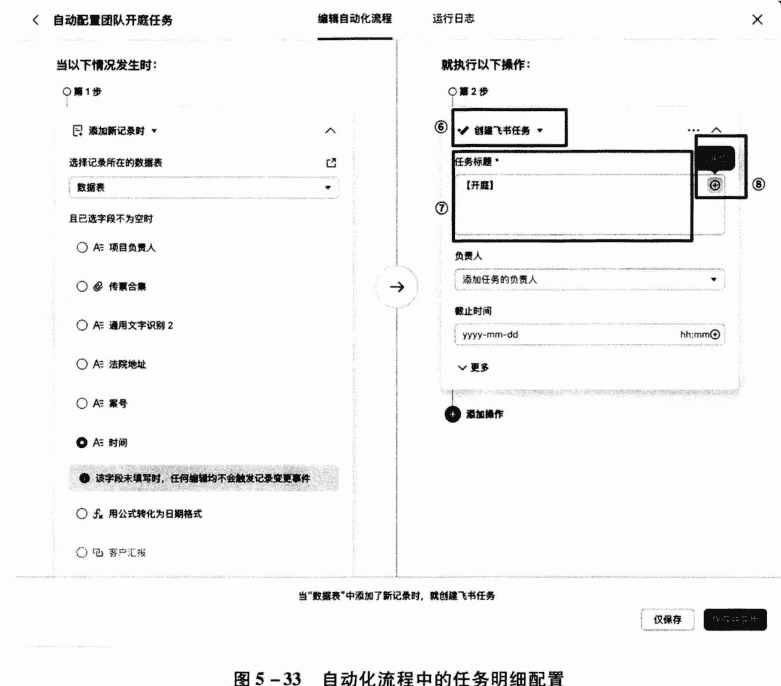 自动配置团队开庭任务
编辑自动化流程
运行日志
当以下情况发生时：
第 1 步
添加新记录时
选择记录所在的数据表
数据表
且已选字段不为空时
项目负责人
传票合集
通用文字识别 2
法院地址
案号
时间
该字段未填写时，任何编辑均不会触发记录变更事件
用公式转化为日期格式
客户汇报
就执行以下操作：
第 2 步
⑥
创建飞书任务
任务标题 *
【开庭】
⑦
⑧
负责人
添加任务的负责人
截止时间
yyyy-mm-dd
hh:mm
更多
添加操作
当“数据表”中添加了新记录时，就创建飞书任务
仅保存
图 5－33 自动化流程中的任务明细配置